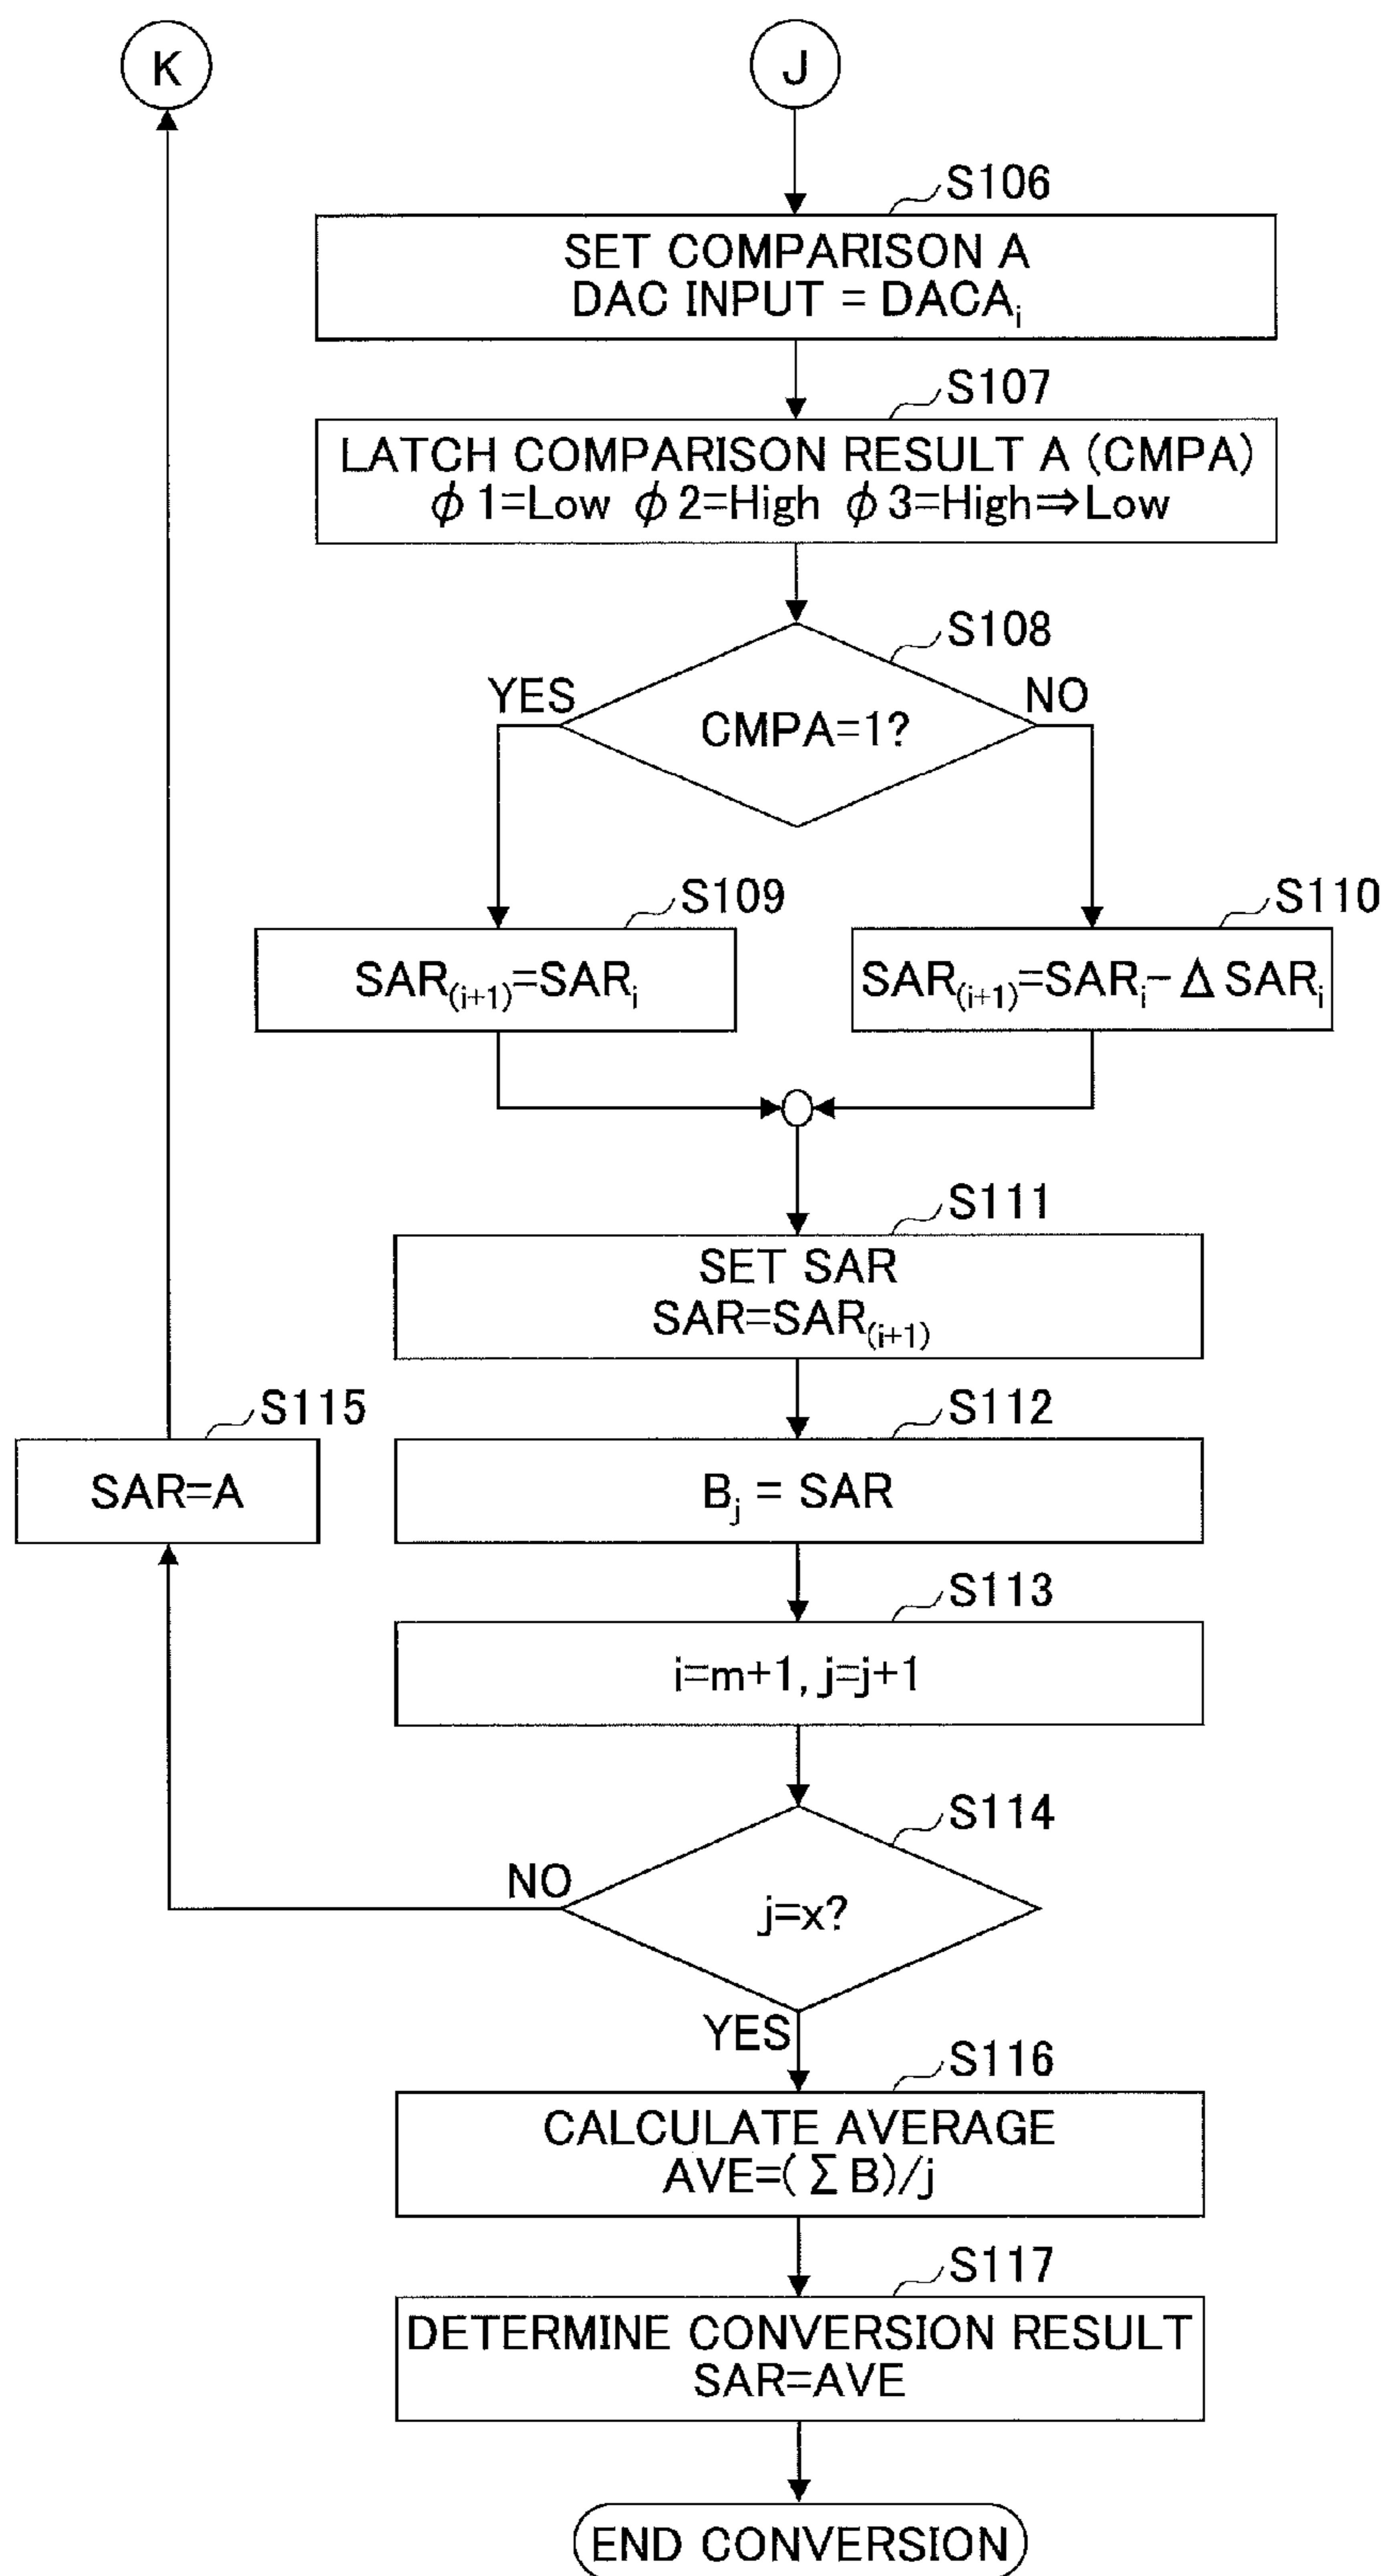 K
J
S106
SET COMPARISON A
DAC INPUT = DACAᵢ
S107
LATCH COMPARISON RESULT A (CMPA)
ϕ1=Low ϕ2=High ϕ3=High⇒Low
S108
YES
NO
CMPA=1?
S109
S110
SAR₍ᵢ₊₁₎=SARᵢ
SAR₍ᵢ₊₁₎=SARᵢ-ΔSARᵢ
S111
SET SAR
SAR=SAR₍ᵢ₊₁₎
S115
S112
SAR=A
Bⱼ = SAR
S113
i=m+1, j=j+1
S114
NO
j=x?
YES
S116
CALCULATE AVERAGE
AVE=(ΣB)/j
S117
DETERMINE CONVERSION RESULT
SAR=AVE
END CONVERSION